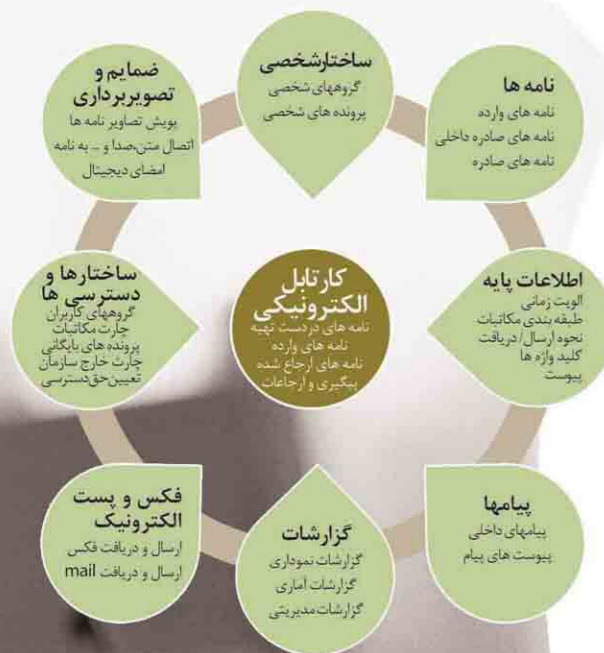 ساختارشخصی
گروههای شخصی
پرونده های شخصی
نامه ها
نامه های وارده
نامه های صادره داخلی
نامه های صادره
اطلاعات پایه
الویت زمانی
طبقه بندی مکاتبات
نحوه ارسال/دریافت
کلید واژه ها
پیوست
پیامها
پیامهای داخلی
پیوست های پیام
گزارشات
گزارشات نموداری
گزارشات آماری
گزارشات مدیریتی
فکس و پست
الکترونیک
ارسال و دریافت فکس
ارسال و دریافت mail
ساختارها و
دسترسی ها
گروههای کاربران
چارت مکاتبات
پرونده های بایگانی
چارت خارج سازمان
تعیین حق دسترسی
ضمایم و
تصویربرداری
پویش تصاویر نامه ها
اتصال متن،صدا و ... به نامه
امضای دیجیتال
کارتابل
الکترونیکی
نامه های دردست تهیه
نامه های وارده
نامه های ارجاع شده
پیگیری و ارجاعات